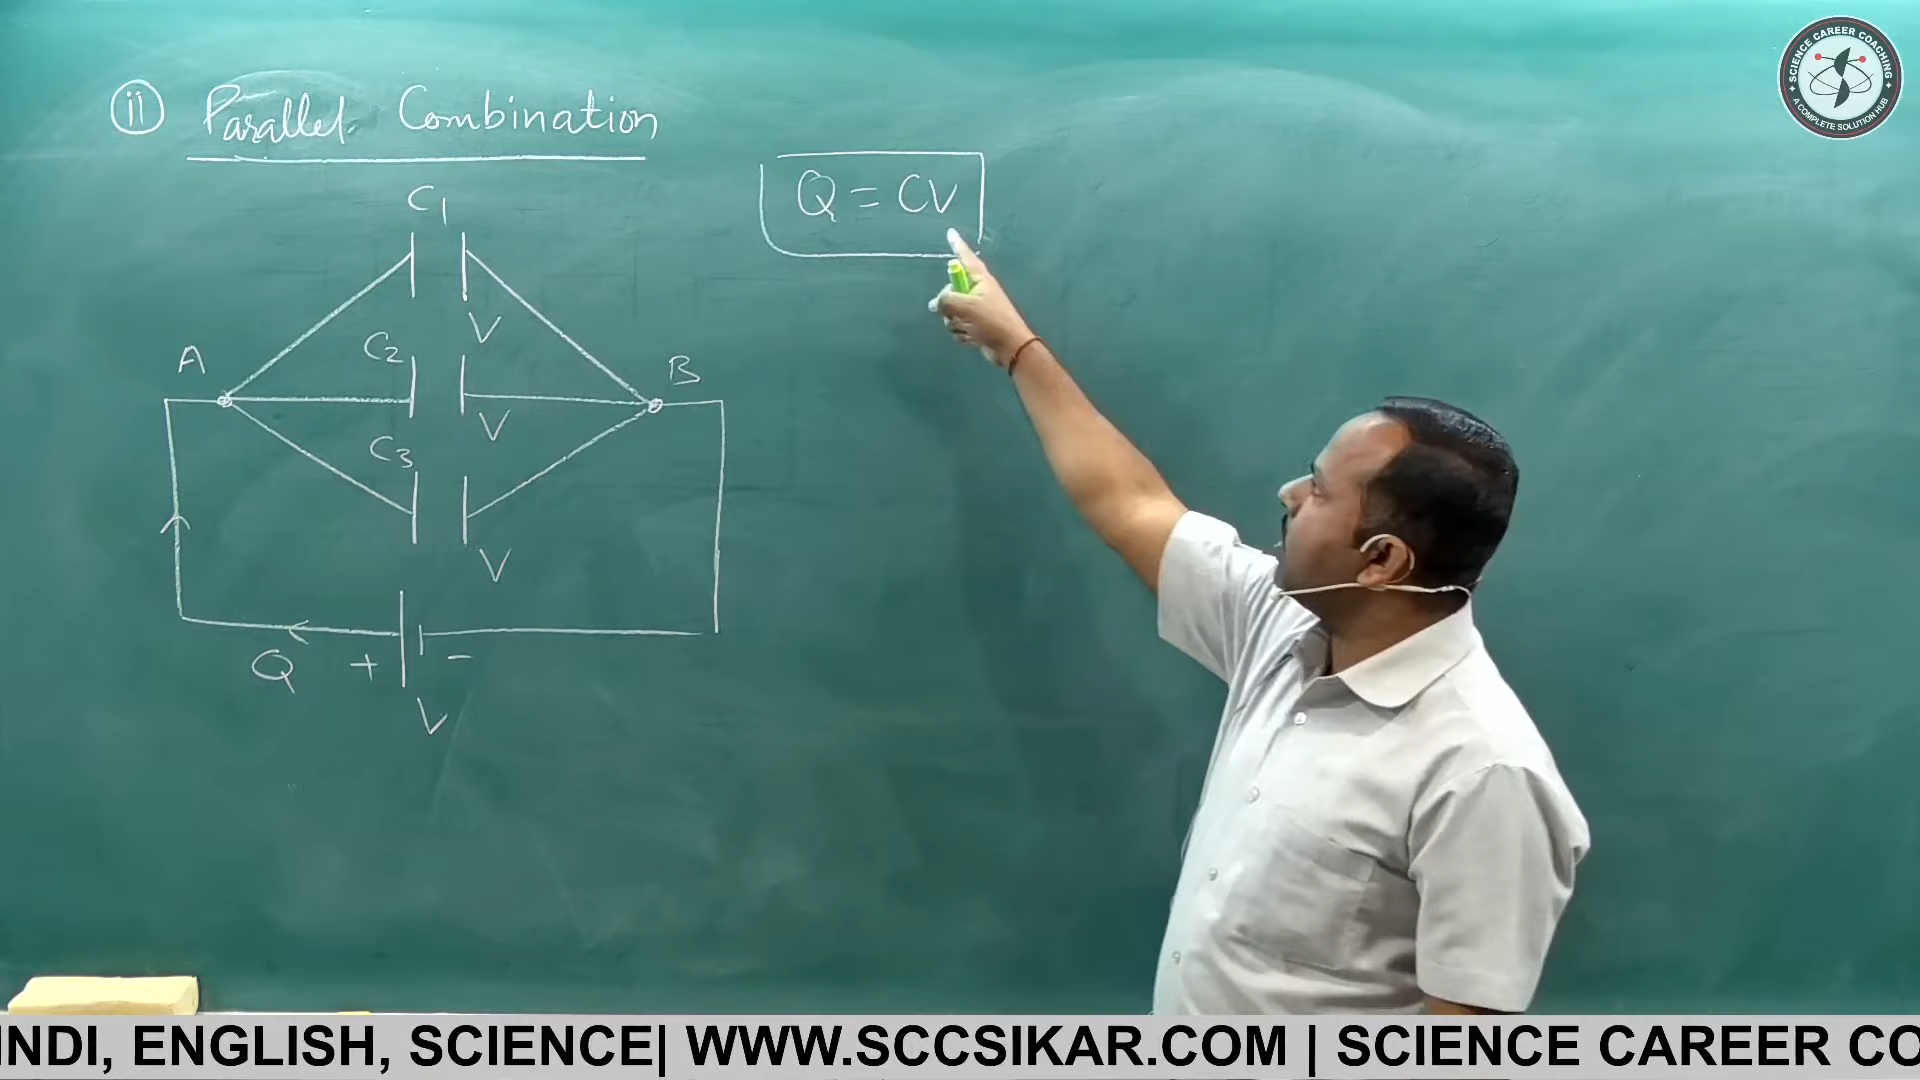 ii Parallel Combination
C1
Q = CV
V
C2
A
B
V
C3
V
Q
+
-
V
SCIENCE CAREER COACHING
A COMPLETE SOLUTION HUB
INDI, ENGLISH, SCIENCE| WWW.SCCSIKAR.COM | SCIENCE CAREER CO